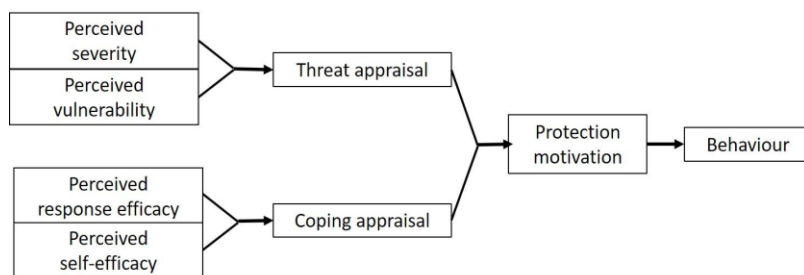 Perceived
severity
Perceived
vulnerability
Threat appraisal
Protection
motivation
Behaviour
Perceived
response efficacy
Perceived
self-efficacy
Coping appraisal